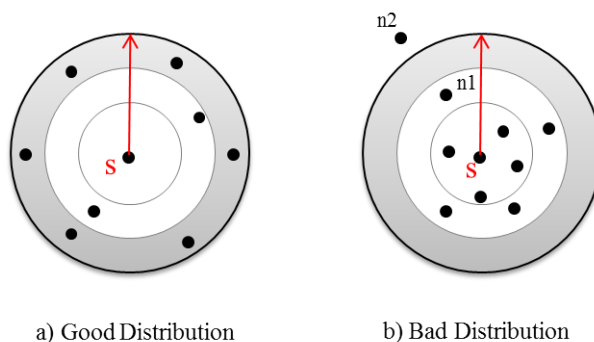 n2
n1
S
S
a) Good Distribution
b) Bad Distribution